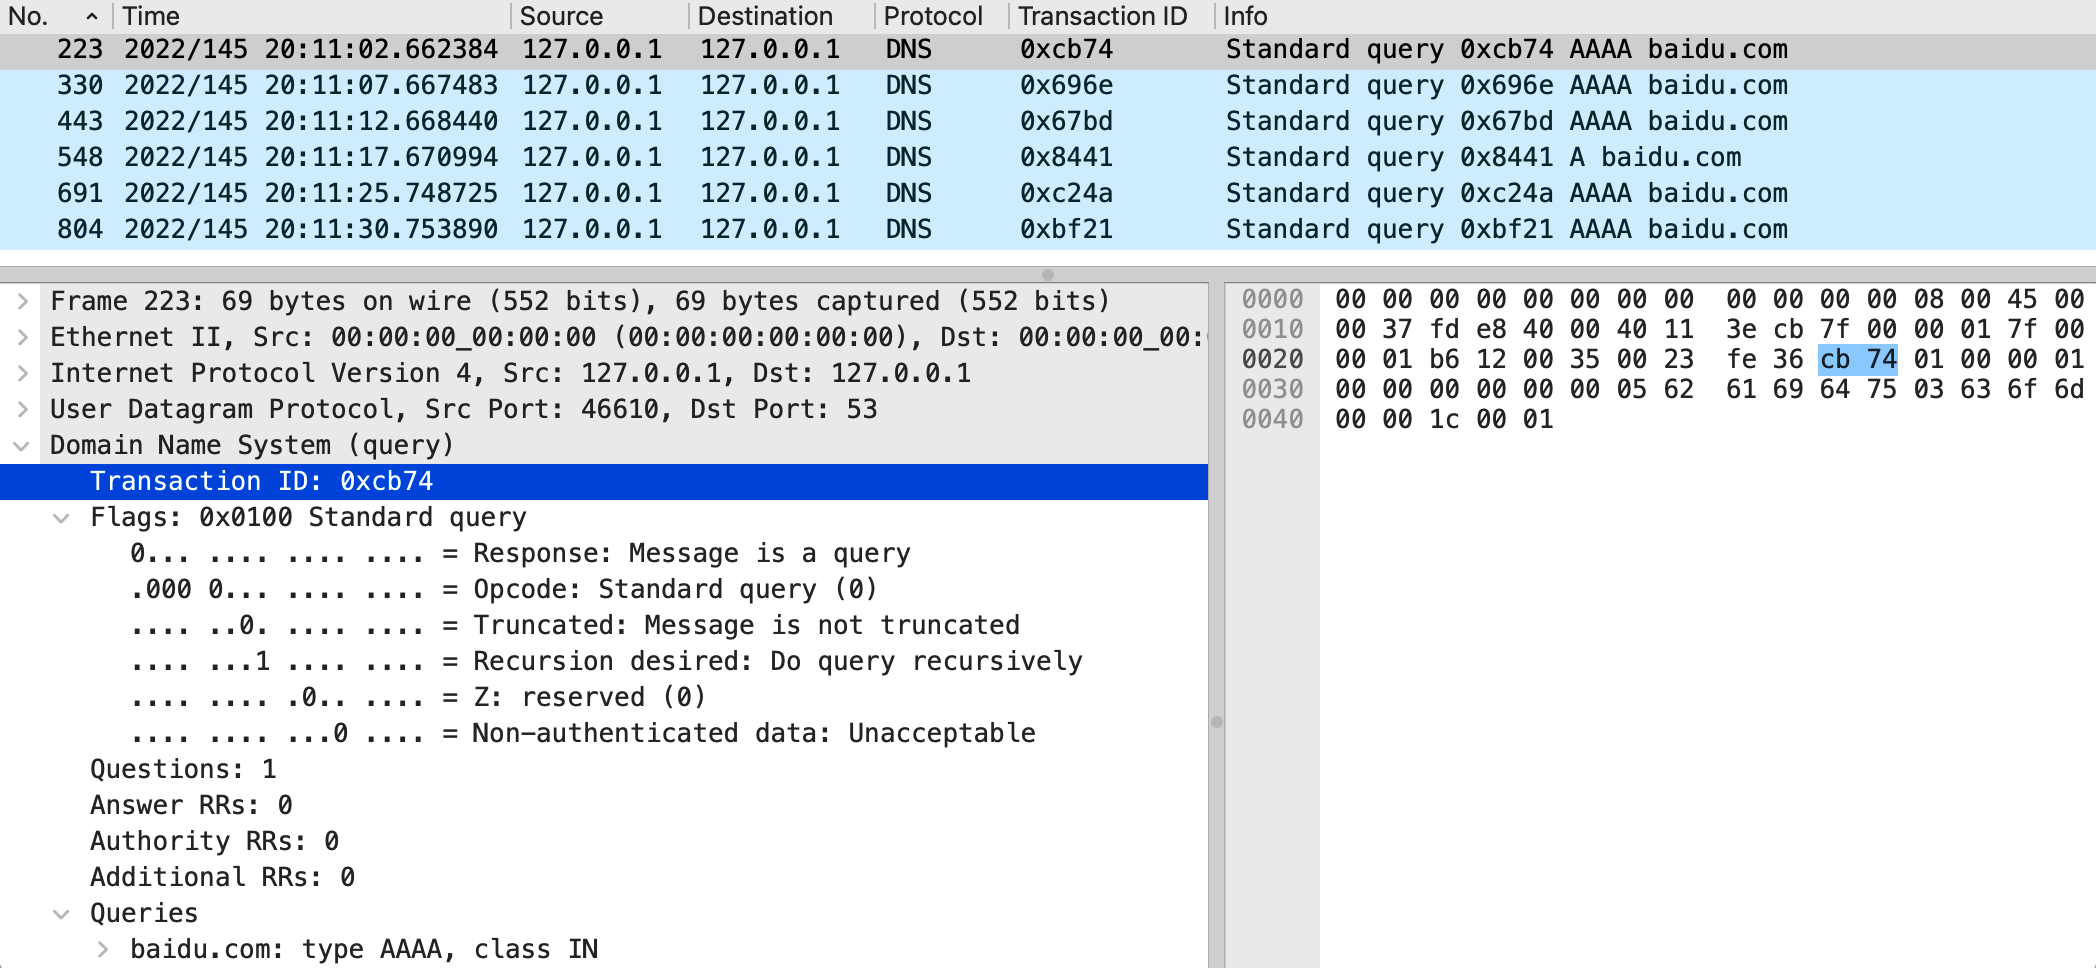 No. Time Source Destination Protocol Transaction ID Info
223 2022/145 20:11:02.662384 127.0.0.1 127.0.0.1 DNS 0xcb74 Standard query 0xcb74 AAAA baidu.com
330 2022/145 20:11:07.667483 127.0.0.1 127.0.0.1 DNS 0x696e Standard query 0x696e AAAA baidu.com
443 2022/145 20:11:12.668440 127.0.0.1 127.0.0.1 DNS 0x67bd Standard query 0x67bd AAAA baidu.com
548 2022/145 20:11:17.670994 127.0.0.1 127.0.0.1 DNS 0x8441 Standard query 0x8441 A baidu.com
691 2022/145 20:11:25.748725 127.0.0.1 127.0.0.1 DNS 0xc24a Standard query 0xc24a AAAA baidu.com
804 2022/145 20:11:30.753890 127.0.0.1 127.0.0.1 DNS 0xbf21 Standard query 0xbf21 AAAA baidu.com
Frame 223: 69 bytes on wire (552 bits), 69 bytes captured (552 bits)
Ethernet II, Src: 00:00:00_00:00:00 (00:00:00:00:00:00), Dst: 00:00:00_00:
Internet Protocol Version 4, Src: 127.0.0.1, Dst: 127.0.0.1
User Datagram Protocol, Src Port: 46610, Dst Port: 53
Domain Name System (query)
Transaction ID: 0xcb74
Flags: 0x0100 Standard query
0... .... .... .... = Response: Message is a query
.000 0... .... .... = Opcode: Standard query (0)
.... ..0. .... .... = Truncated: Message is not truncated
.... ...1 .... .... = Recursion desired: Do query recursively
.... .... .0.. .... = Z: reserved (0)
.... .... ...0 .... = Non-authenticated data: Unacceptable
Questions: 1
Answer RRs: 0
Authority RRs: 0
Additional RRs: 0
Queries
baidu.com: type AAAA, class IN
0000 00 00 00 00 00 00 00 00 00 00 00 00 08 00 45 00
0010 00 37 fd e8 40 00 40 11 3e cb 7f 00 00 01 7f 00
0020 00 01 b6 12 00 35 00 23 fe 36 cb 74 01 00 00 01
0030 00 00 00 00 00 00 05 62 61 69 64 75 03 63 6f 6d
0040 00 00 1c 00 01